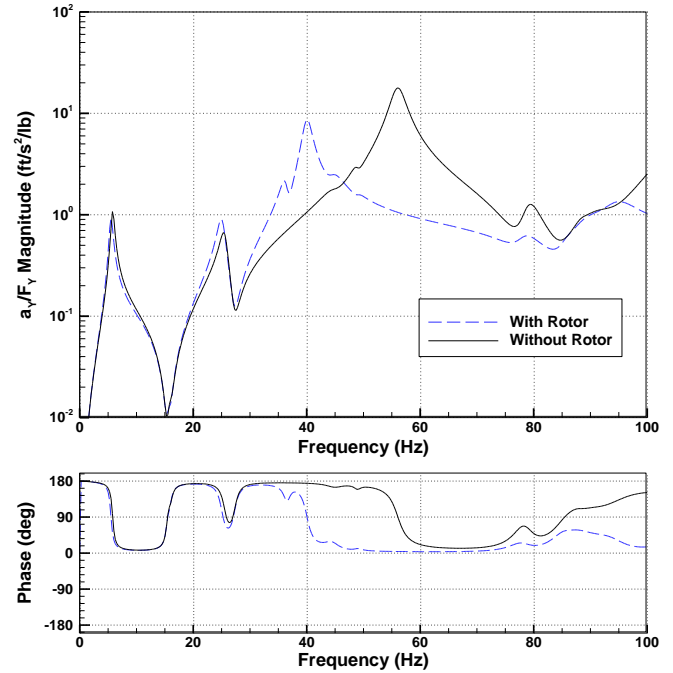 10²
10¹
10⁰
10⁻¹
10⁻²
a_Y/F_Y Magnitude (ft/s²/lb)
With Rotor
Without Rotor
0 20 40 60 80 100
Frequency (Hz)
180
90
0
-90
-180
Phase (deg)
0 20 40 60 80 100
Frequency (Hz)